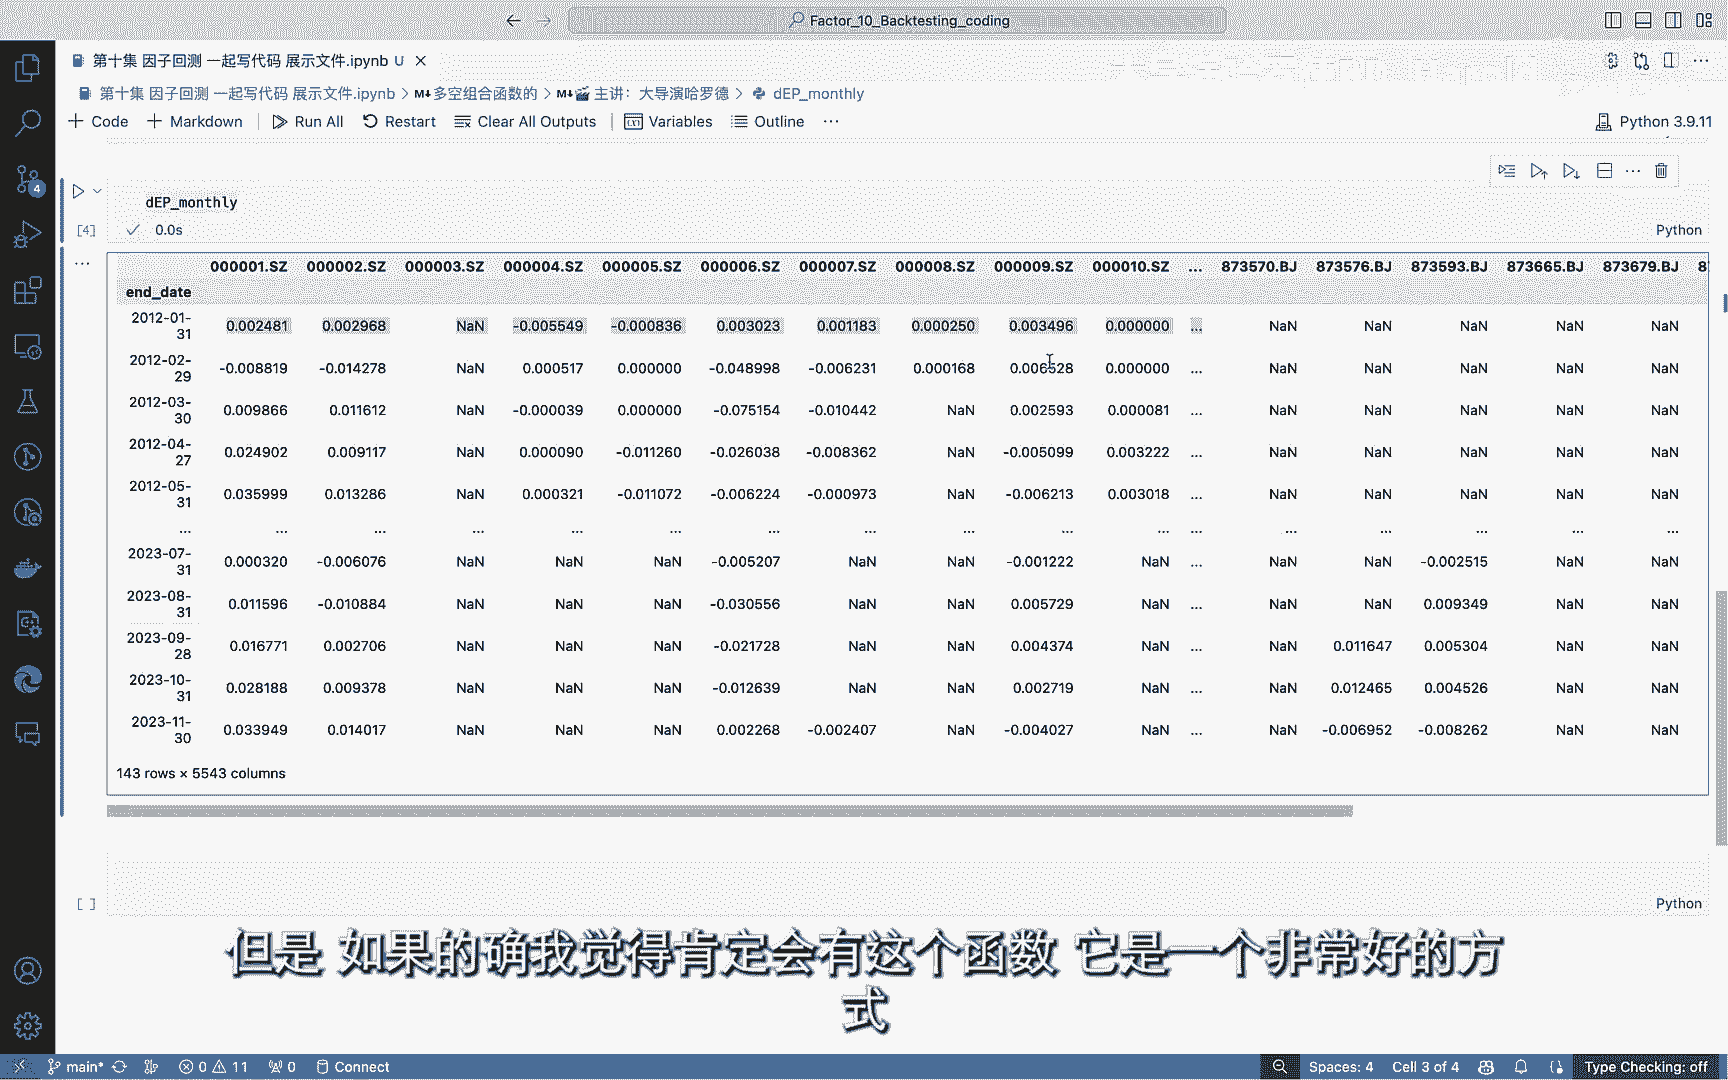 Factor_10_Backtesting_coding
第十集 因子回测 一起写代码 展示文件.ipynb U
第十集 因子回测 一起写代码 展示文件.ipynb > M↓多空组合函数的 > M↓🎬 主讲：大导演哈罗德 > dEP_monthly
+ Code + Markdown Run All Restart Clear All Outputs Variables Outline ... Python 3.9.11
dEP_monthly
[4] 0.0s Python
000001.SZ 000002.SZ 000003.SZ 000004.SZ 000005.SZ 000006.SZ 000007.SZ 000008.SZ 000009.SZ 000010.SZ ... 873570.BJ 873576.BJ 873593.BJ 873665.BJ 873679.BJ 8
end_date
2012-01-31 0.002481 0.002968 NaN -0.005549 -0.000836 0.003023 0.001183 0.000250 0.003496 0.000000 ... NaN NaN NaN NaN NaN
2012-02-29 -0.008819 -0.014278 NaN 0.000517 0.000000 -0.048998 -0.006231 0.000168 0.006528 0.000000 ... NaN NaN NaN NaN NaN
2012-03-30 0.009866 0.011612 NaN -0.000039 0.000000 -0.075154 -0.010442 NaN 0.002593 0.000081 ... NaN NaN NaN NaN NaN
2012-04-27 0.024902 0.009117 NaN 0.000090 -0.011260 -0.026038 -0.008362 NaN -0.005099 0.003222 ... NaN NaN NaN NaN NaN
2012-05-31 0.035999 0.013286 NaN 0.000321 -0.011072 -0.006224 -0.000973 NaN -0.006213 0.003018 ... NaN NaN NaN NaN NaN
... ... ... ... ... ... ... ... ... ... ... ... ... ... ... ... ...
2023-07-31 0.000320 -0.006076 NaN NaN NaN -0.005207 NaN NaN -0.001222 NaN ... NaN NaN -0.002515 NaN NaN
2023-08-31 0.011596 -0.010884 NaN NaN NaN -0.030556 NaN NaN 0.005729 NaN ... NaN NaN 0.009349 NaN NaN
2023-09-28 0.016771 0.002706 NaN NaN NaN -0.021728 NaN NaN 0.004374 NaN ... NaN 0.011647 0.005304 NaN NaN
2023-10-31 0.028188 0.009378 NaN NaN NaN -0.012639 NaN NaN 0.002719 NaN ... NaN 0.012465 0.004526 NaN NaN
2023-11-30 0.033949 0.014017 NaN NaN NaN 0.002268 -0.002407 NaN -0.004027 NaN ... NaN -0.006952 -0.008262 NaN NaN
143 rows × 5543 columns
[ ] Python
但是 如果的确我觉得肯定会有这个函数 它是一个非常好的方
式
4
main* 0 11 0 Connect Spaces: 4 Cell 3 of 4 Type Checking: off